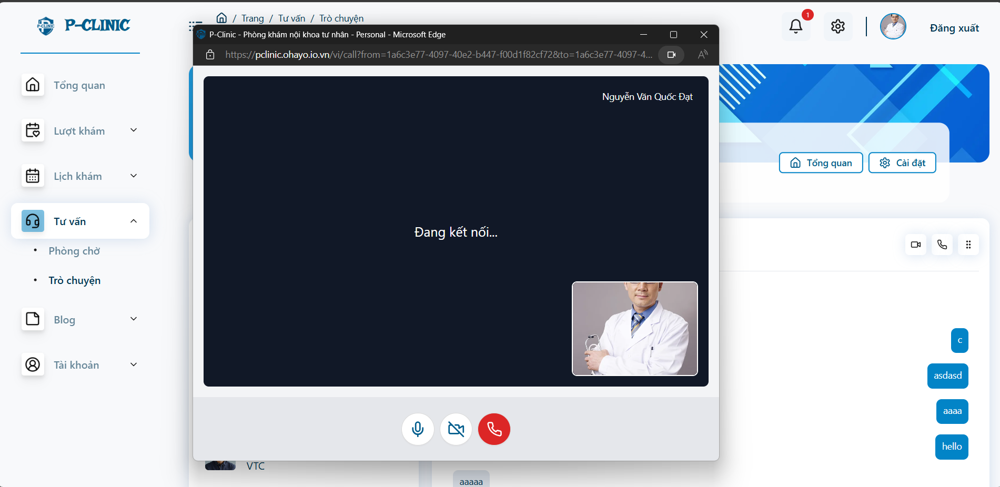 P-CLINIC
P-CLINIC
/ Trang / Tư vấn / Trò chuyện
1
Đăng xuất
P-Clinic - Phòng khám nội khoa tư nhân - Personal - Microsoft Edge
https://pclinic.ohayo.io.vn/vi/call?from=1a6c3e77-4097-40e2-b447-f00d1f82cf72&to=1a6c3e77-4097-4...
Tổng quan
Lượt khám
Lịch khám
Tư vấn
Phòng chờ
Trò chuyện
Blog
Tài khoản
Nguyễn Văn Quốc Đạt
Đang kết nối...
Tổng quan
Cài đặt
c
asdasd
aaaa
hello
VTC
aaaaa